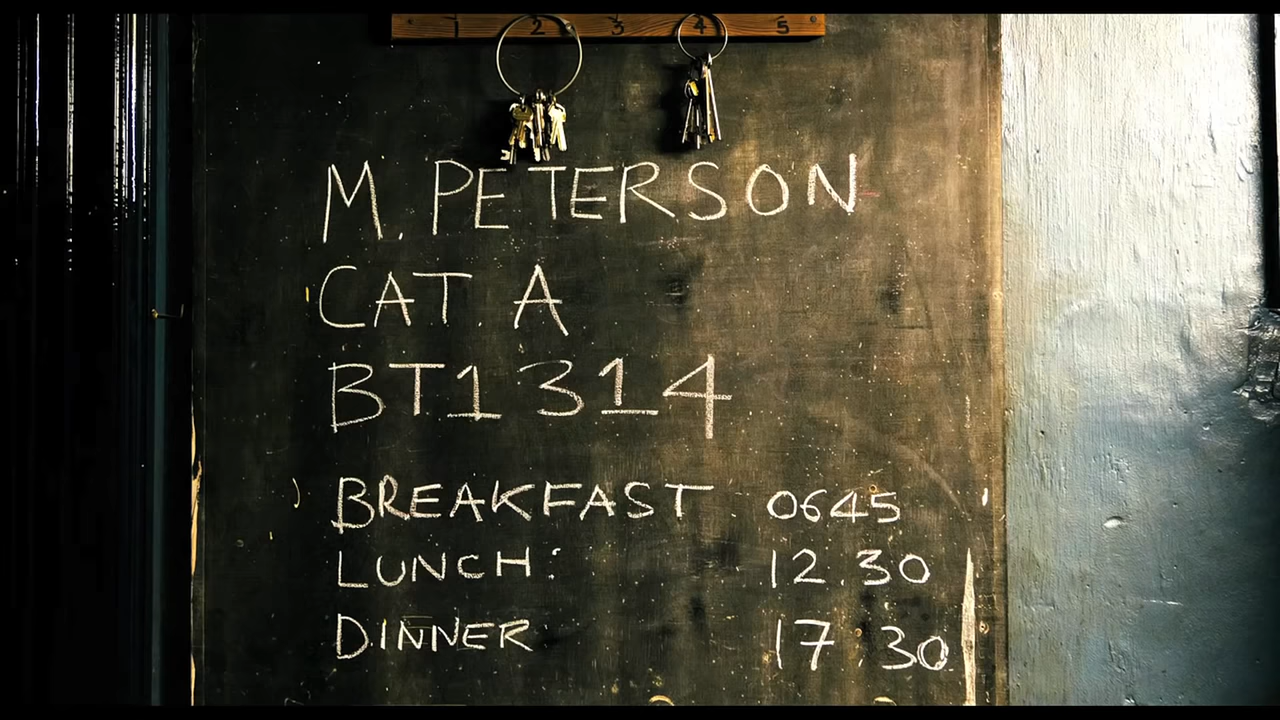 1 2 3 4 5
M. PETERSON
CAT. A
BT1314
BREAKFAST 0645
LUNCH: 12.30
DINNER 17.30